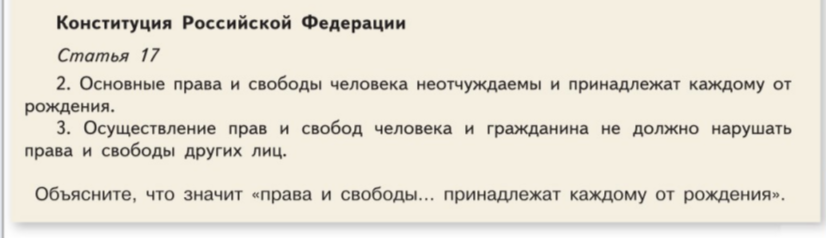 Конституция Российской Федерации
Статья 17
2. Основные права и свободы человека неотчуждаемы и принадлежат каждому от
рождения.
3. Осуществление прав и свобод человека и гражданина не должно нарушать
права и свободы других лиц.
Объясните, что значит «права и свободы... принадлежат каждому от рождения».